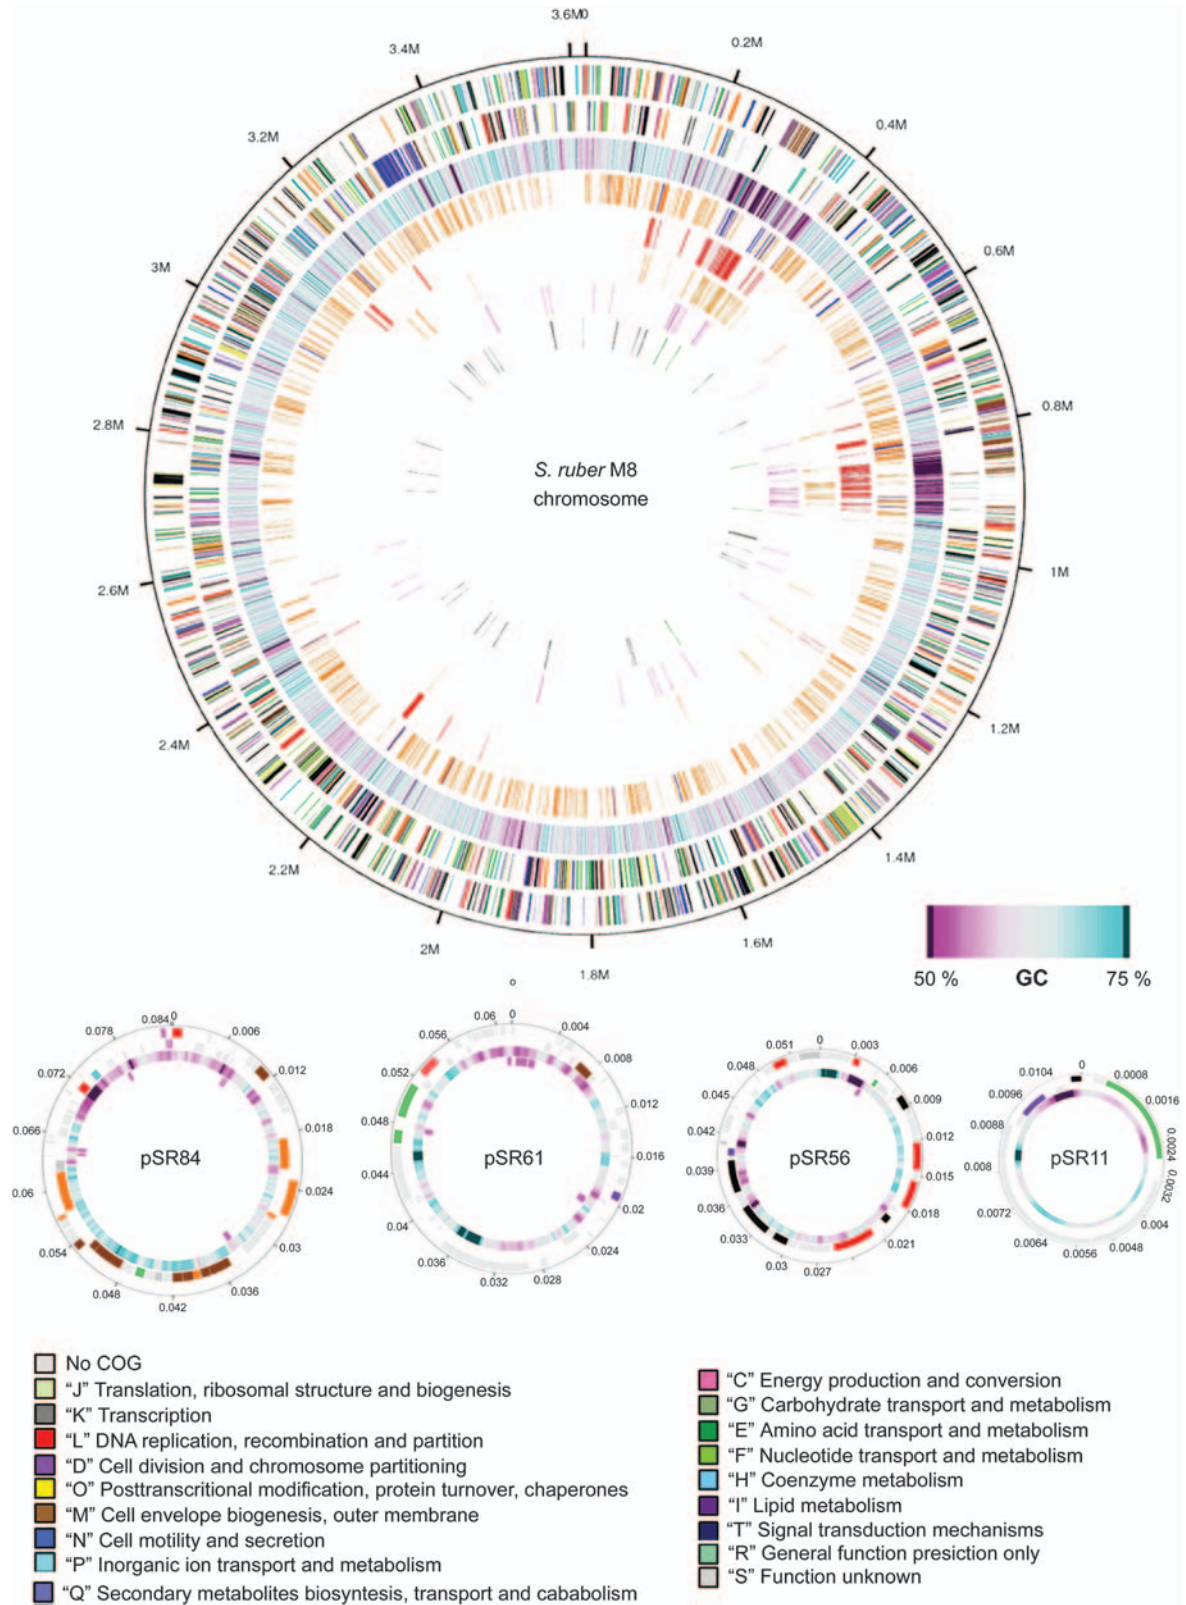 3.6M0
0.2M
0.4M
0.6M
0.8M
1M
1.2M
1.4M
1.6M
1.8M
2M
2.2M
2.4M
2.6M
2.8M
3M
3.2M
3.4M
S. ruber M8
chromosome
50 % GC 75 %
0
0.084 0
0.006
0.012
0.018
0.024
0.03
0.036
0.042
0.048
0.054
0.06
0.066
0.072
0.078
pSR84
0.06 0
0.004
0.008
0.012
0.016
0.02
0.024
0.028
0.032
0.036
0.04
0.044
0.048
0.052
0.056
pSR61
0
0.003
0.006
0.009
0.012
0.015
0.018
0.021
0.027
0.03
0.033
0.036
0.039
0.042
0.045
0.048
0.051
pSR56
0
0.0008
0.0016
0.0024
0.0032
0.004
0.0048
0.0056
0.0064
0.0072
0.008
0.0088
0.0096
0.0104
pSR11
No COG
"J" Translation, ribosomal structure and biogenesis
"K" Transcription
"L" DNA replication, recombination and partition
"D" Cell division and chromosome partitioning
"O" Posttranscritional modification, protein turnover, chaperones
"M" Cell envelope biogenesis, outer membrane
"N" Cell motility and secretion
"P" Inorganic ion transport and metabolism
"Q" Secondary metabolites biosyntesis, transport and cababolism
"C" Energy production and conversion
"G" Carbohydrate transport and metabolism
"E" Amino acid transport and metabolism
"F" Nucleotide transport and metabolism
"H" Coenzyme metabolism
"I" Lipid metabolism
"T" Signal transduction mechanisms
"R" General function presiction only
"S" Function unknown